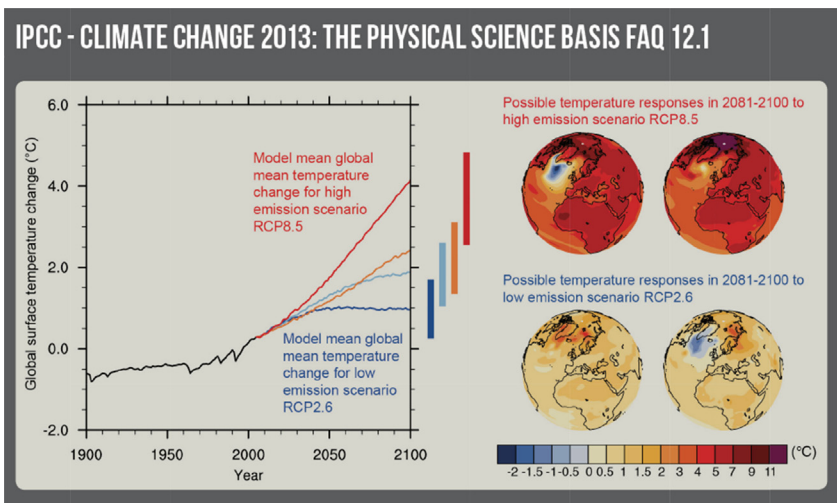 IPCC - CLIMATE CHANGE 2013: THE PHYSICAL SCIENCE BASIS FAQ 12.1
6.0
4.0
2.0
0.0
-2.0
Global surface temperature change (°C)
1900
1950
2000
2050
2100
Year
Model mean global
mean temperature
change for high
emission scenario
RCP8.5
Model mean global
mean temperature
change for low
emission scenario
RCP2.6
Possible temperature responses in 2081-2100 to
high emission scenario RCP8.5
Possible temperature responses in 2081-2100 to
low emission scenario RCP2.6
-2 -1.5 -1 -0.5 0 0.5 1 1.5 2 3 4 5 7 9 11 (°C)